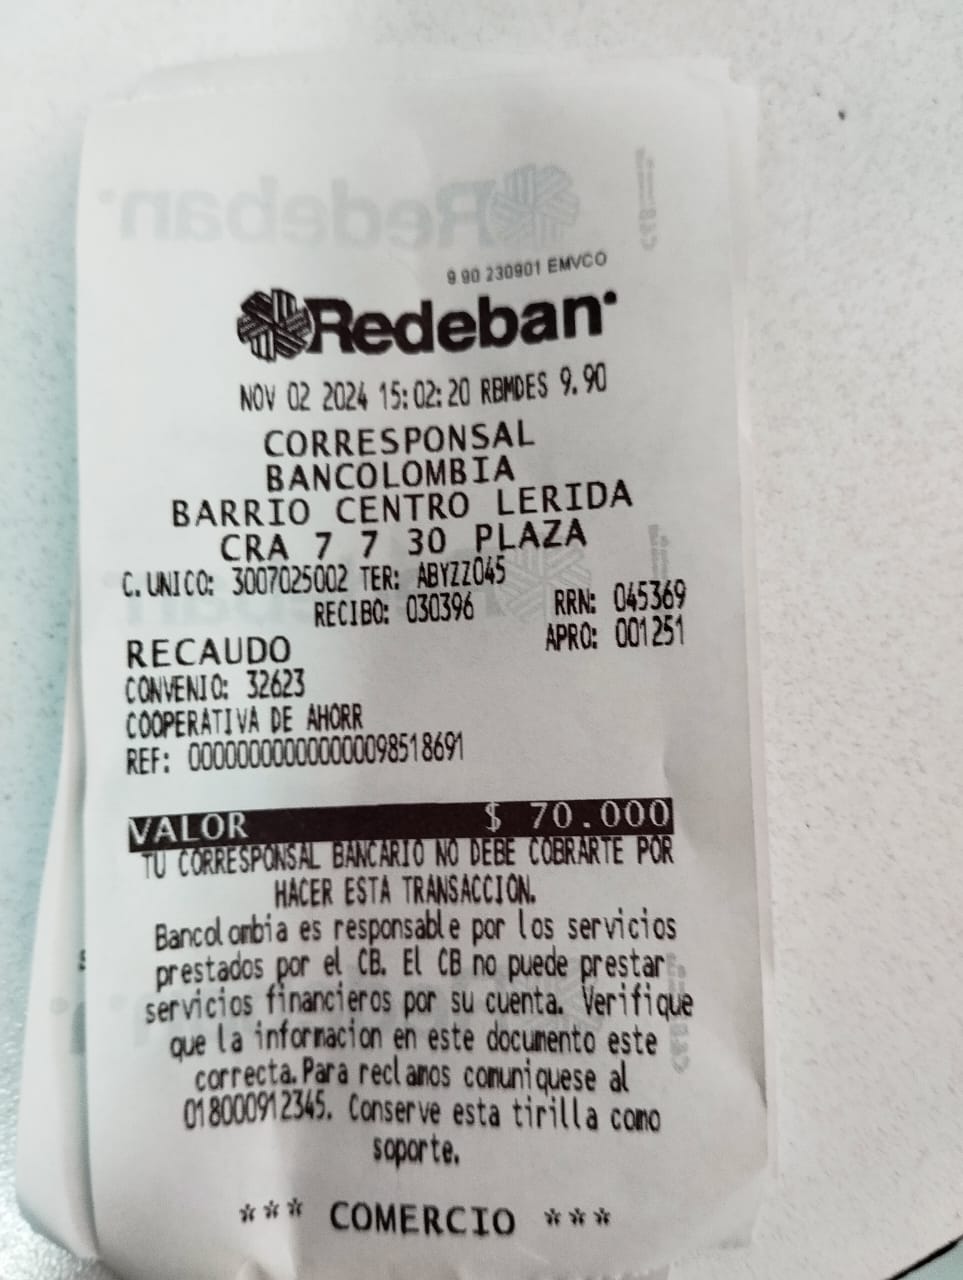 9.90 230901 EMVCO
Redeban
NOV 02 2024 15:02:20 RBMDES 9.90
CORRESPONSAL
BANCOLOMBIA
BARRIO CENTRO LERIDA
CRA 7 7 30 PLAZA
C.UNICO: 3007025002 TER: ABYZZ045
RECIBO: 030396 RRN: 045369
RECAUDO APRO: 001251
CONVENIO: 32623
COOPERATIVA DE AHORR
REF: 000000000000000098518691
VALOR $ 70.000
TU CORRESPONSAL BANCARIO NO DEBE COBRARTE POR
HACER ESTA TRANSACCION.
Bancolombia es responsable por los servicios
prestados por el CB. El CB no puede prestar
servicios financieros por su cuenta. Verifique
que la informacion en este documento este
correcta.Para reclamos comuniquese al
018000912345. Conserve esta tirilla como
soporte.
*** COMERCIO ***